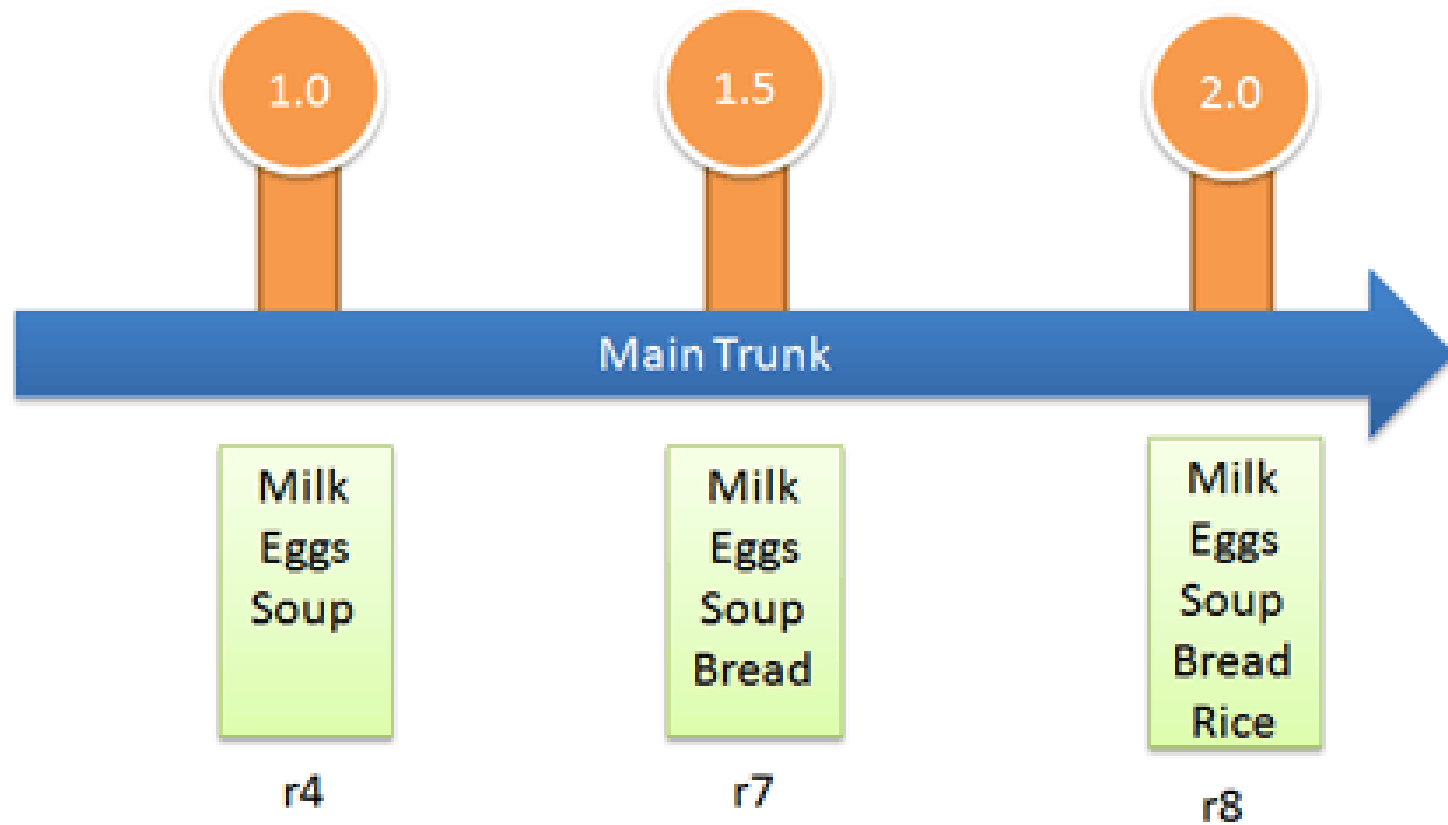 1.0
1.5
2.0
Main Trunk
Milk
Eggs
Soup
r4
Milk
Eggs
Soup
Bread
r7
Milk
Eggs
Soup
Bread
Rice
r8